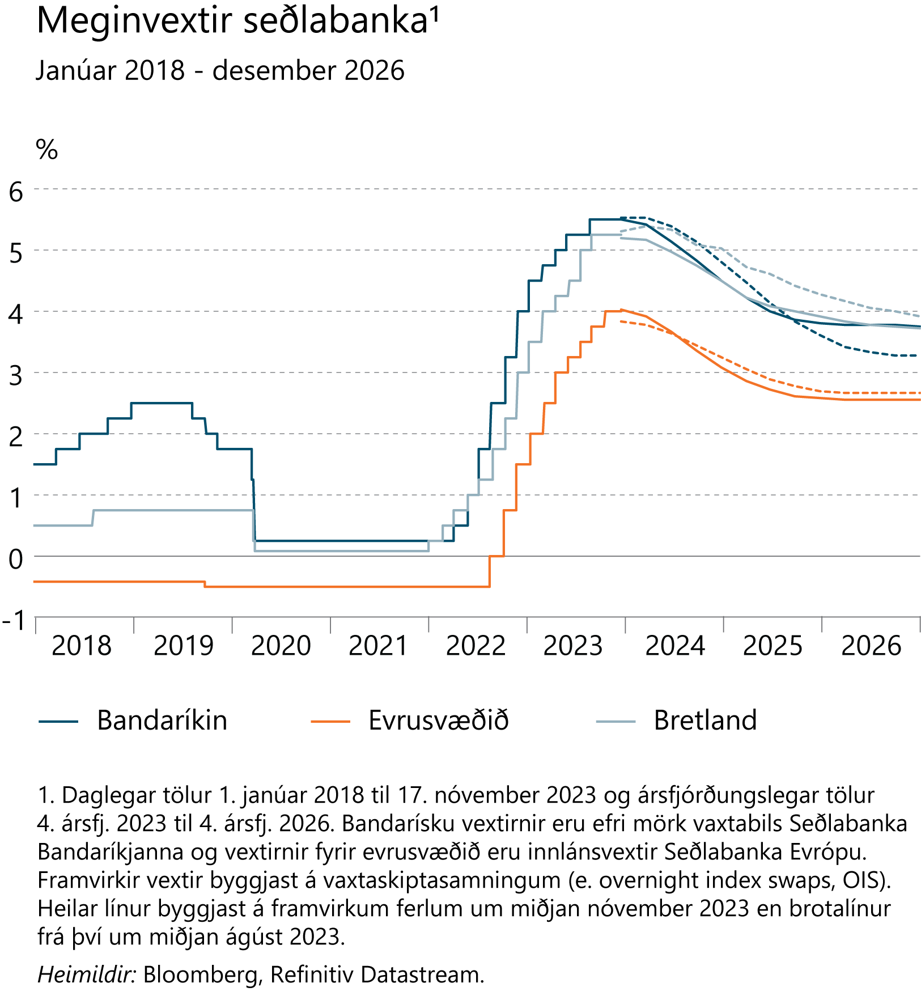 Meginvextir seðlabanka¹
Janúar 2018 - desember 2026
%
6
5
4
3
2
1
0
-1
2018 2019 2020 2021 2022 2023 2024 2025 2026
Bandaríkin Evrusvæðið Bretland
1. Daglegar tölur 1. janúar 2018 til 17. nóvember 2023 og ársfjórðungslegar tölur
4. ársfj. 2023 til 4. ársfj. 2026. Bandarísku vextirnir eru efri mörk vaxtabils Seðlabanka
Bandaríkjanna og vextirnir fyrir evrusvæðið eru innlánsvextir Seðlabanka Evrópu.
Framvirkir vextir byggjast á vaxtaskiptasamningum (e. overnight index swaps, OIS).
Heilar línur byggjast á framvirkum ferlum um miðjan nóvember 2023 en brotalínur
frá því um miðjan ágúst 2023.
Heimildir: Bloomberg, Refinitiv Datastream.